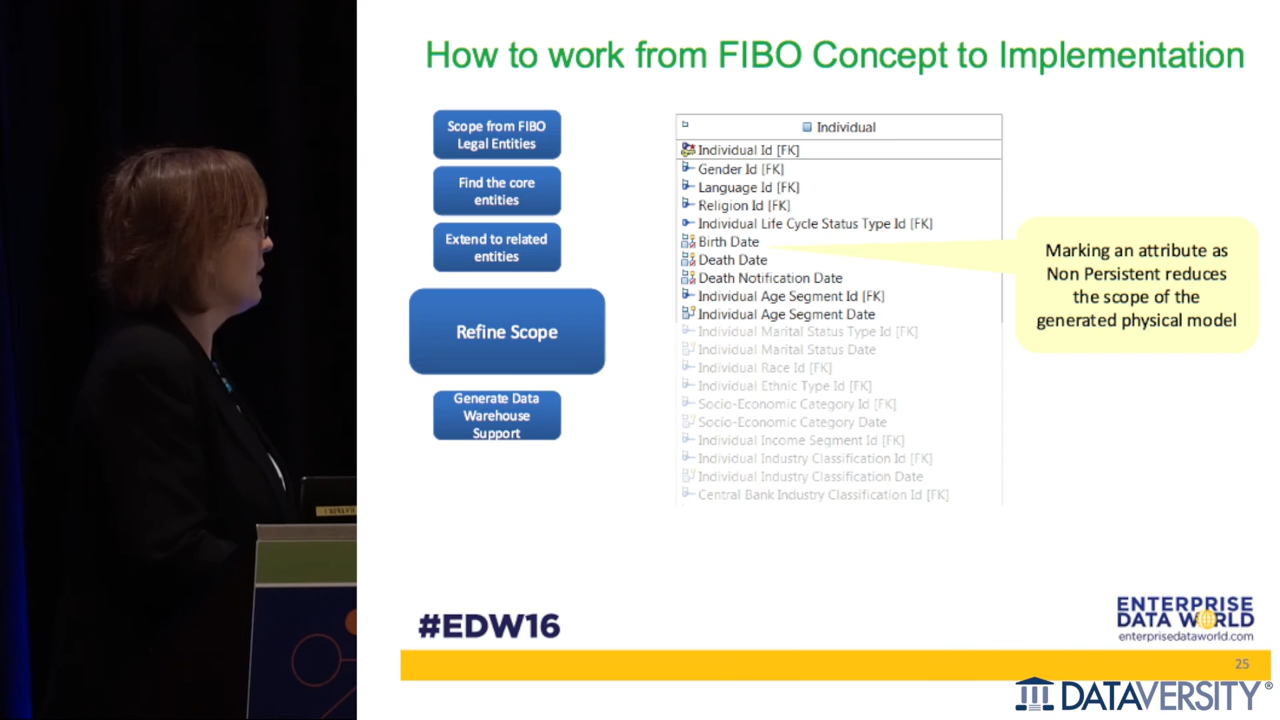 How to work from FIBO Concept to Implementation
Scope from FIBO
Legal Entities
Find the core
entities
Extend to related
entities
Refine Scope
Generate Data
Warehouse
Support
Individual
Individual Id [FK]
Gender Id [FK]
Language Id [FK]
Religion Id [FK]
Individual Life Cycle Status Type Id [FK]
Birth Date
Death Date
Death Notification Date
Individual Age Segment Id [FK]
Individual Age Segment Date
Individual Marital Status Type Id [FK]
Individual Marital Status Date
Individual Race Id [FK]
Individual Ethnic Type Id [FK]
Socio-Economic Category Id [FK]
Socio-Economic Category Date
Individual Income Segment Id [FK]
Individual Industry Classification Id [FK]
Individual Industry Classification Date
Central Bank Industry Classification Id [FK]
Marking an attribute as
Non Persistent reduces
the scope of the
generated physical model
#EDW16
ENTERPRISE
DATA WORLD
enterprisedataworld.com
25
DATAVERSITY®